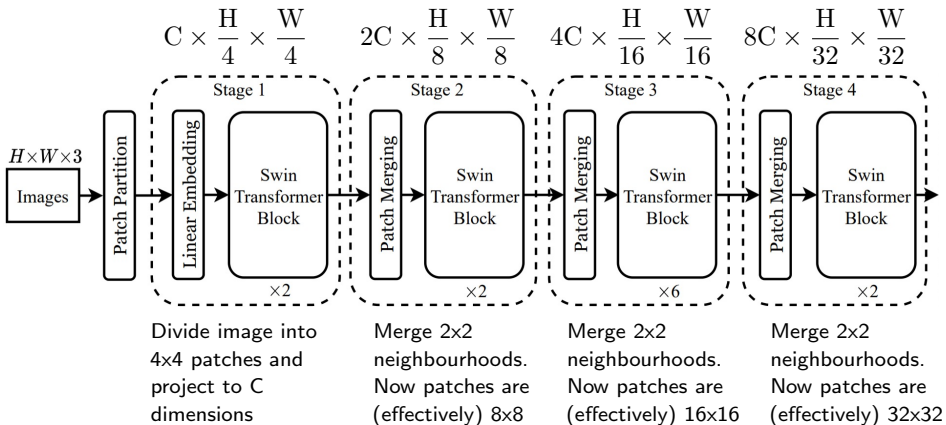 C × H/4 × W/4
2C × H/8 × W/8
4C × H/16 × W/16
8C × H/32 × W/32
Stage 1
Stage 2
Stage 3
Stage 4
H×W×3
Images
Patch Partition
Linear Embedding
Swin
Transformer
Block
×2
Patch Merging
Swin
Transformer
Block
×2
Patch Merging
Swin
Transformer
Block
×6
Patch Merging
Swin
Transformer
Block
×2
Divide image into
4x4 patches and
project to C
dimensions
Merge 2x2
neighbourhoods.
Now patches are
(effectively) 8x8
Merge 2x2
neighbourhoods.
Now patches are
(effectively) 16x16
Merge 2x2
neighbourhoods.
Now patches are
(effectively) 32x32